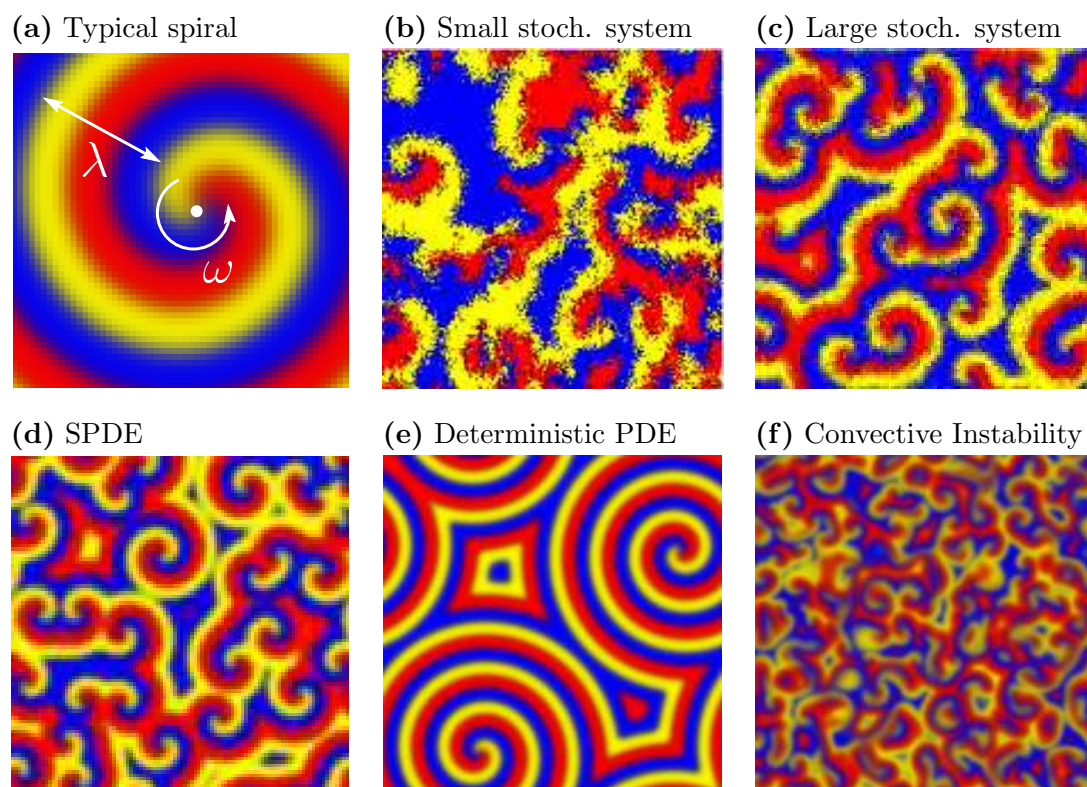 (a) Typical spiral
(b) Small stoch. system
(c) Large stoch. system
λ
ω
(d) SPDE
(e) Deterministic PDE
(f) Convective Instability